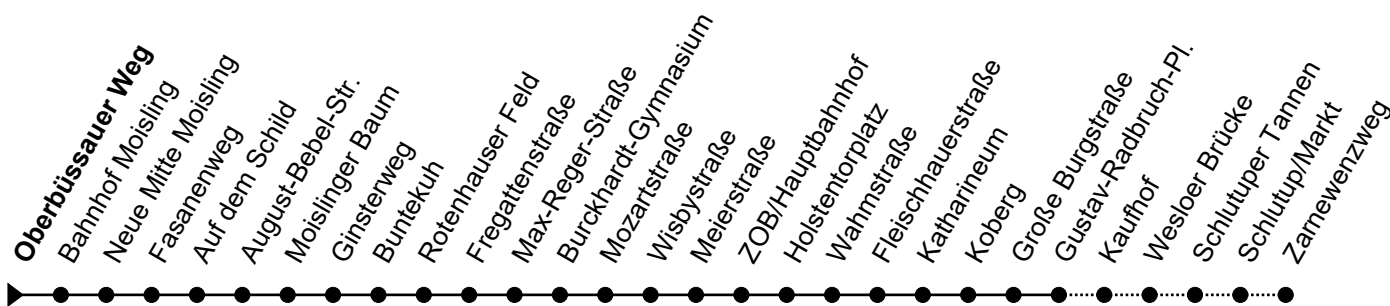 Oberbüssauer Weg
Bahnhof Moisling
Neue Mitte Moisling
Fasanenweg
Auf dem Schild
August-Bebel-Str.
Moislinger Baum
Ginsterweg
Buntekuh
Rotenhauser Feld
Fregattenstraße
Max-Reger-Straße
Burckhardt-Gymnasium
Mozartstraße
Wisbystraße
Meierstraße
ZOB/Hauptbahnhof
Holstentorplatz
Wahmstraße
Fleischhauerstraße
Katharineum
Koberg
Große Burgstraße
Gustav-Radbruch-Pl.
Kaufhof
Wesloer Brücke
Schlutuper Tannen
Schlutup/Markt
Zarnewenzweg